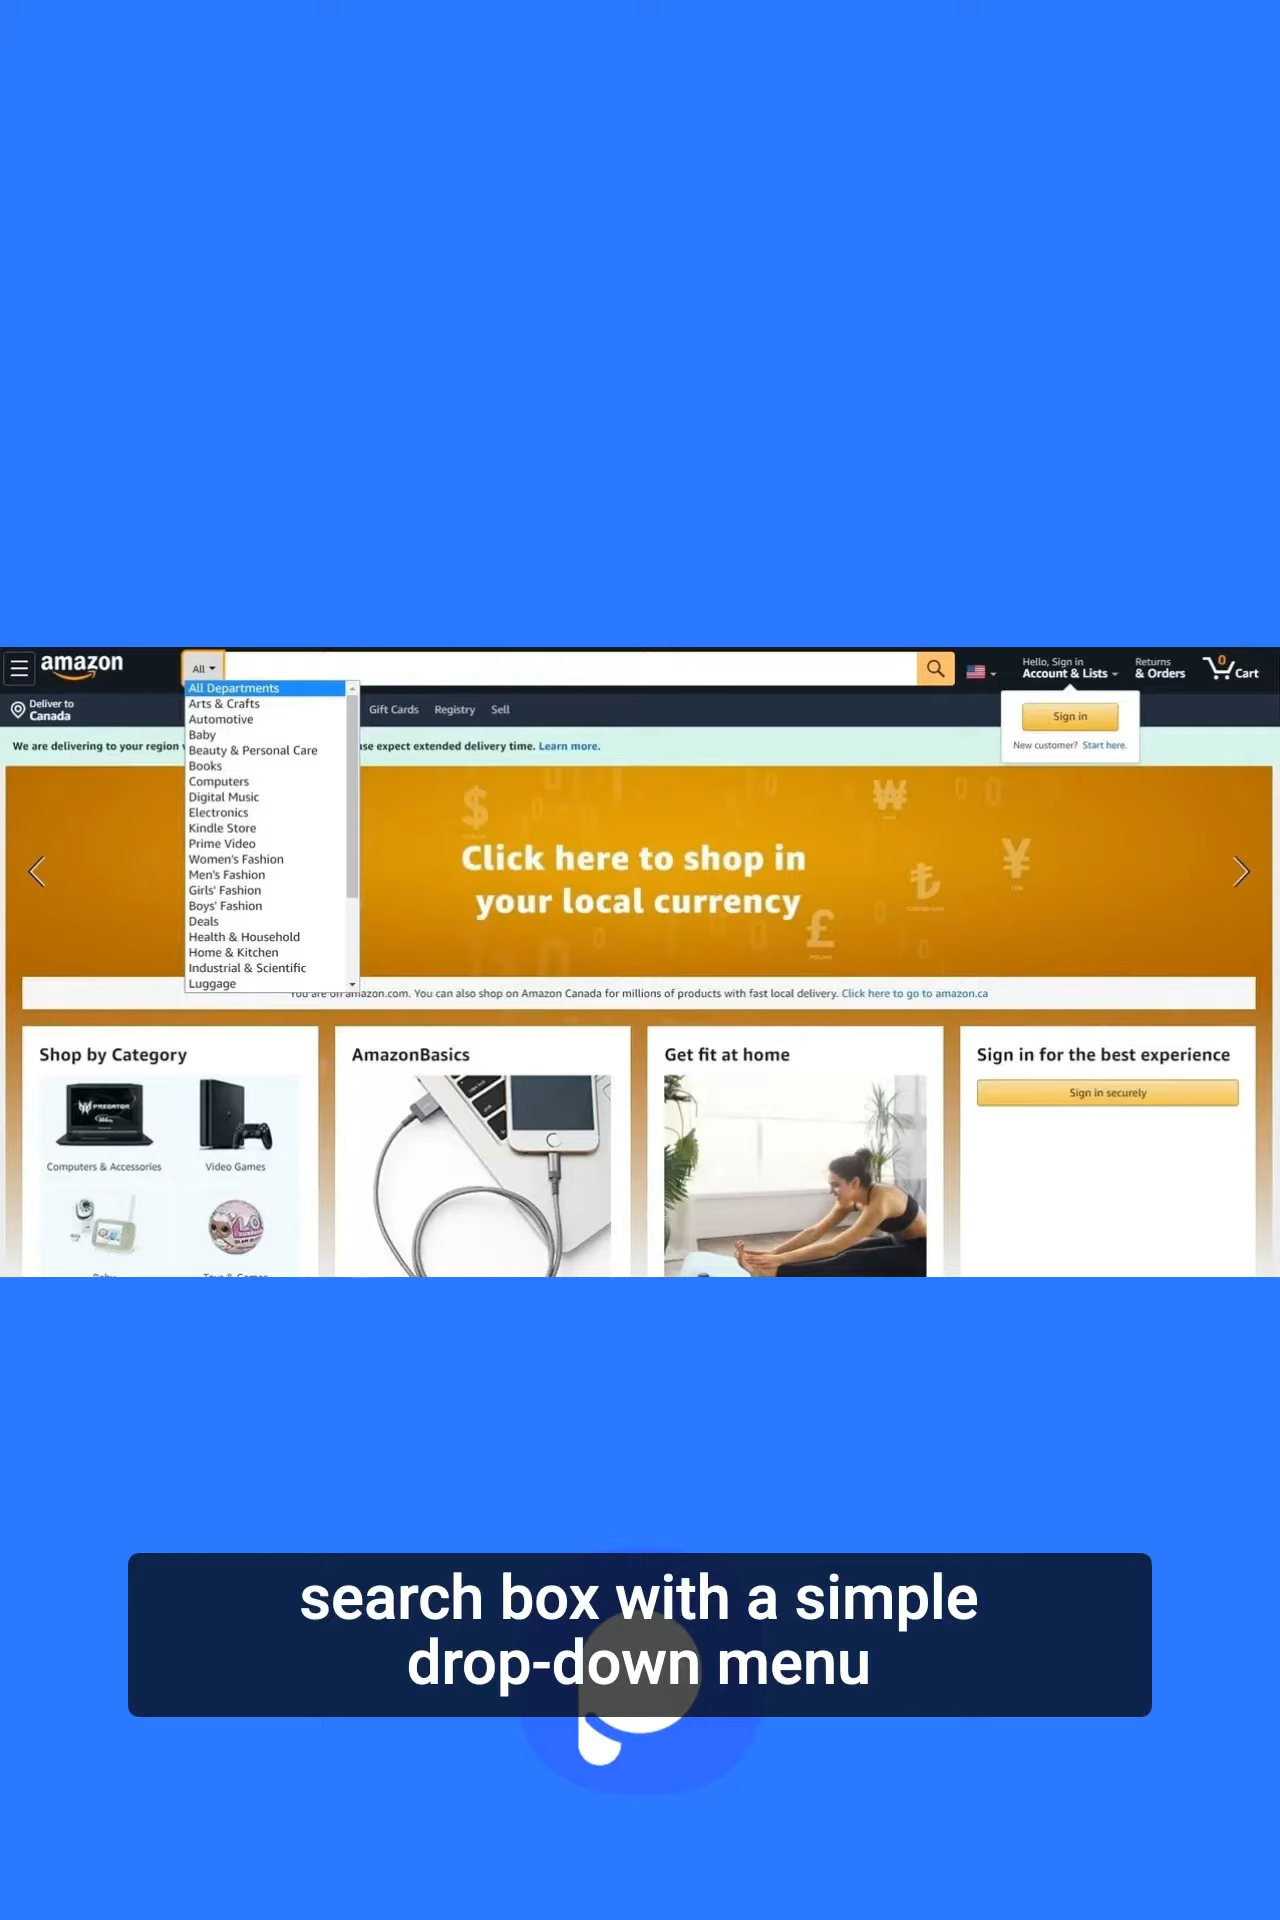 amazon
All
Hello, Sign in
Account & Lists
Returns
& Orders
0
Cart
Deliver to
Canada
Gift Cards
Registry
Sell
Sign in
New customer? Start here.
We are delivering to your region
se expect extended delivery time. Learn more.
All Departments
Arts & Crafts
Automotive
Baby
Beauty & Personal Care
Books
Computers
Digital Music
Electronics
Kindle Store
Prime Video
Women's Fashion
Men's Fashion
Girls' Fashion
Boys' Fashion
Deals
Health & Household
Home & Kitchen
Industrial & Scientific
Luggage
Click here to shop in
your local currency
You are on amazon.com. You can also shop on Amazon Canada for millions of products with fast local delivery. Click here to go to amazon.ca
Shop by Category
PREDATOR
Computers & Accessories
Video Games
AmazonBasics
Get fit at home
Sign in for the best experience
Sign in securely
search box with a simple
drop-down menu